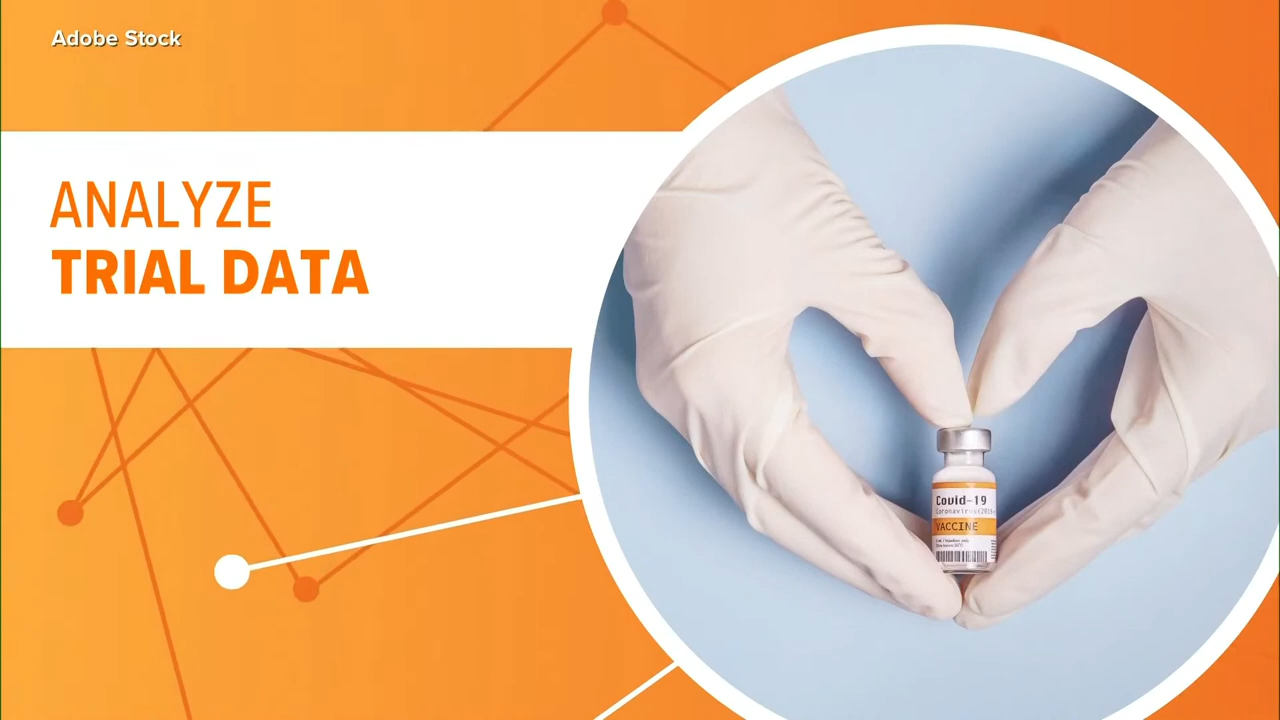 Adobe Stock
ANALYZE
TRIAL DATA
Covid-19
VACCINE